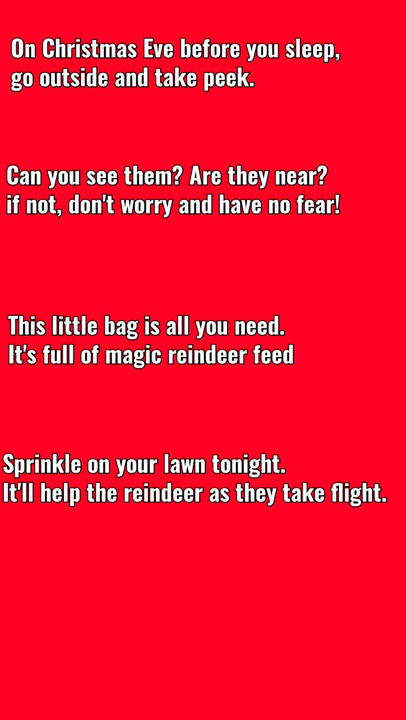 On Christmas Eve before you sleep,
go outside and take peek.
Can you see them? Are they near?
if not, don't worry and have no fear!
This little bag is all you need.
It's full of magic reindeer feed
Sprinkle on your lawn tonight.
It'll help the reindeer as they take flight.